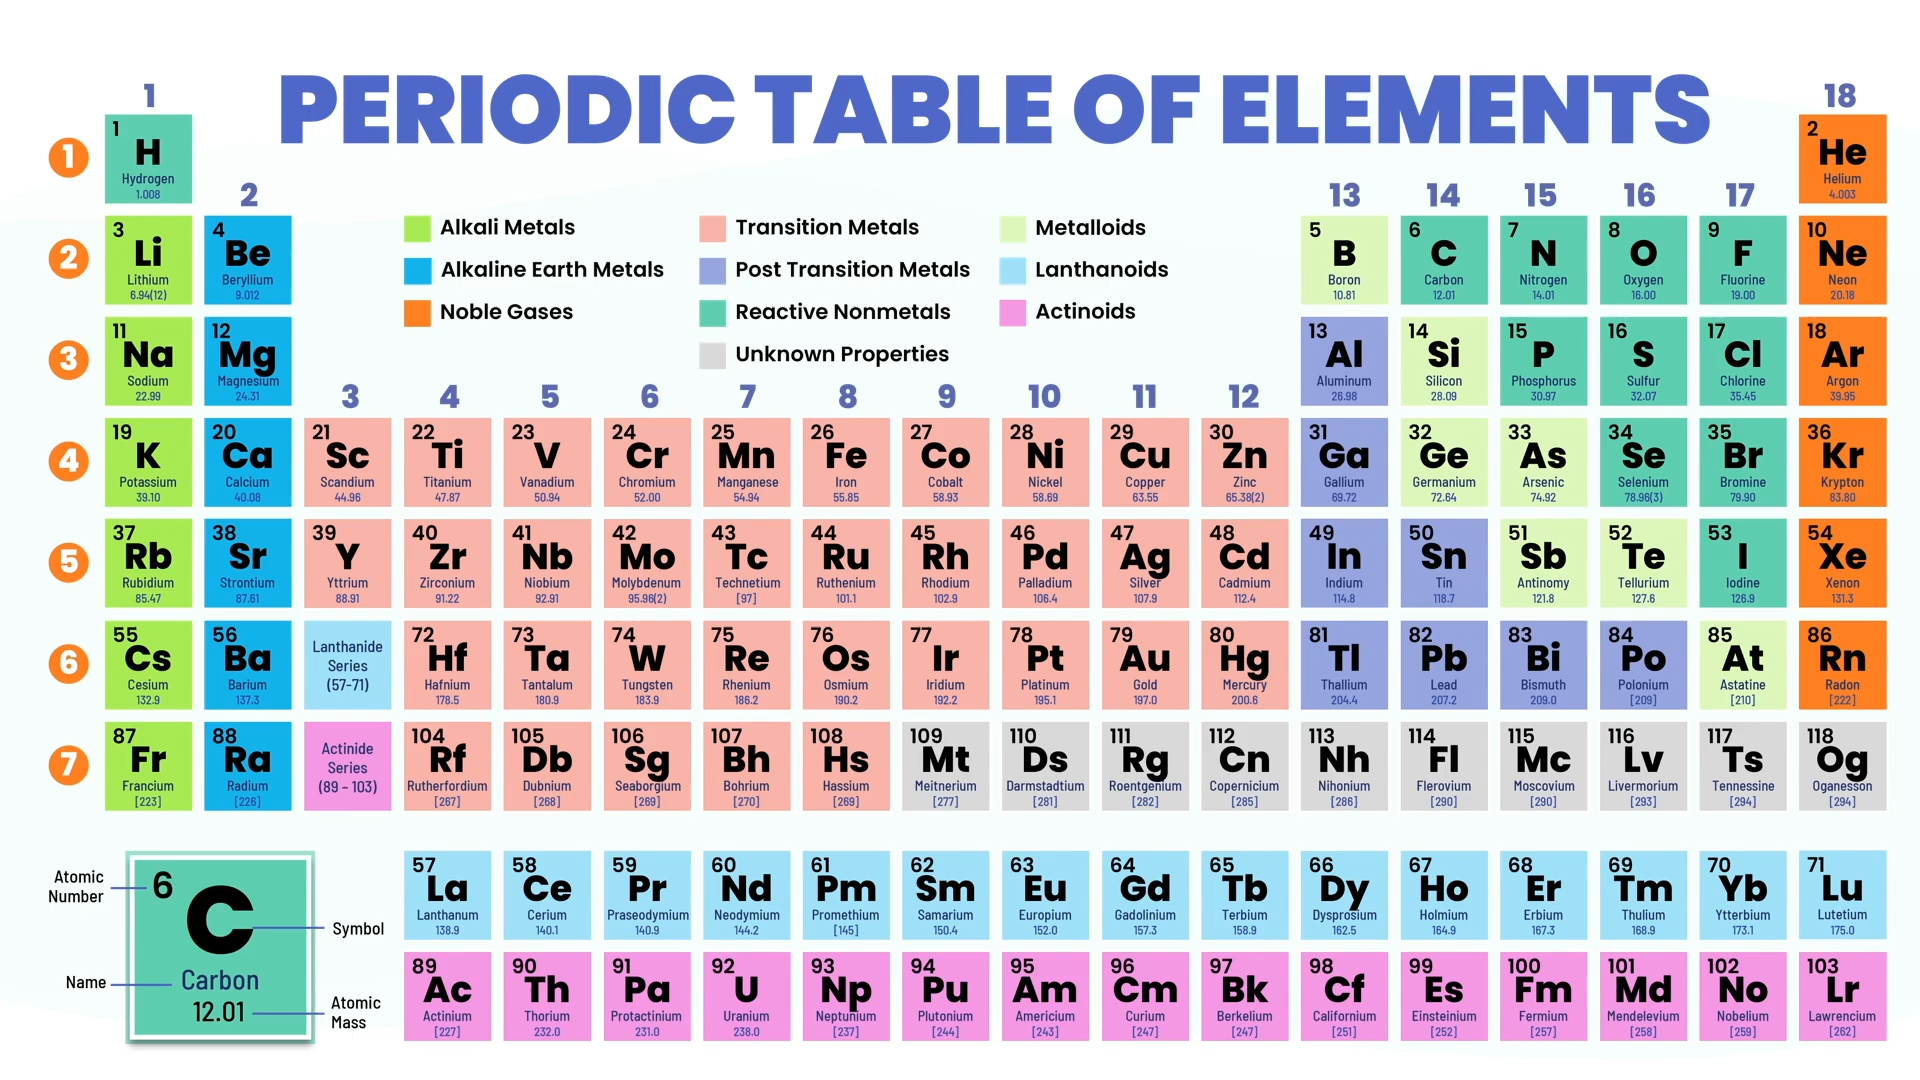 PERIODIC TABLE OF ELEMENTS
1 18
1
1 H Hydrogen 1.008
2 He Helium 4.003
2 13 14 15 16 17
Alkali Metals
Alkaline Earth Metals
Noble Gases
Transition Metals
Post Transition Metals
Reactive Nonmetals
Unknown Properties
Metalloids
Lanthanoids
Actinoids
2
3 Li Lithium 6.94(12)
4 Be Beryllium 9.012
5 B Boron 10.81
6 C Carbon 12.01
7 N Nitrogen 14.01
8 O Oxygen 16.00
9 F Fluorine 19.00
10 Ne Neon 20.18
3
11 Na Sodium 22.99
12 Mg Magnesium 24.31
13 Al Aluminum 26.98
14 Si Silicon 28.09
15 P Phosphorus 30.97
16 S Sulfur 32.07
17 Cl Chlorine 35.45
18 Ar Argon 39.95
3 4 5 6 7 8 9 10 11 12
4
19 K Potassium 39.10
20 Ca Calcium 40.08
21 Sc Scandium 44.96
22 Ti Titanium 47.87
23 V Vanadium 50.94
24 Cr Chromium 52.00
25 Mn Manganese 54.94
26 Fe Iron 55.85
27 Co Cobalt 58.93
28 Ni Nickel 58.69
29 Cu Copper 63.55
30 Zn Zinc 65.38(2)
31 Ga Gallium 69.72
32 Ge Germanium 72.64
33 As Arsenic 74.92
34 Se Selenium 78.96(3)
35 Br Bromine 79.90
36 Kr Krypton 83.80
5
37 Rb Rubidium 85.47
38 Sr Strontium 87.61
39 Y Yttrium 88.91
40 Zr Zirconium 91.22
41 Nb Niobium 92.91
42 Mo Molybdenum 95.96(2)
43 Tc Technetium [97]
44 Ru Ruthenium 101.1
45 Rh Rhodium 102.9
46 Pd Palladium 106.4
47 Ag Silver 107.9
48 Cd Cadmium 112.4
49 In Indium 114.8
50 Sn Tin 118.7
51 Sb Antinomy 121.8
52 Te Tellurium 127.6
53 I Iodine 126.9
54 Xe Xenon 131.3
6
55 Cs Cesium 132.9
56 Ba Barium 137.3
Lanthanide Series (57-71)
72 Hf Hafnium 178.5
73 Ta Tantalum 180.9
74 W Tungsten 183.9
75 Re Rhenium 186.2
76 Os Osmium 190.2
77 Ir Iridium 192.2
78 Pt Platinum 195.1
79 Au Gold 197.0
80 Hg Mercury 200.6
81 Tl Thallium 204.4
82 Pb Lead 207.2
83 Bi Bismuth 209.0
84 Po Polonium [209]
85 At Astatine [210]
86 Rn Radon [222]
7
87 Fr Francium [223]
88 Ra Radium [226]
Actinide Series (89 - 103)
104 Rf Rutherfordium [267]
105 Db Dubnium [268]
106 Sg Seaborgium [269]
107 Bh Bohrium [270]
108 Hs Hassium [269]
109 Mt Meitnerium [277]
110 Ds Darmstadtium [281]
111 Rg Roentgenium [282]
112 Cn Copernicium [285]
113 Nh Nihonium [286]
114 Fl Flerovium [290]
115 Mc Moscovium [290]
116 Lv Livermorium [293]
117 Ts Tennessine [294]
118 Og Oganesson [294]
Atomic Number
6
C
Symbol
Name
Carbon
12.01
Atomic Mass
57 La Lanthanum 138.9
58 Ce Cerium 140.1
59 Pr Praseodymium 140.9
60 Nd Neodymium 144.2
61 Pm Promethium [145]
62 Sm Samarium 150.4
63 Eu Europium 152.0
64 Gd Gadolinium 157.3
65 Tb Terbium 158.9
66 Dy Dysprosium 162.5
67 Ho Holmium 164.9
68 Er Erbium 167.3
69 Tm Thulium 168.9
70 Yb Ytterbium 173.1
71 Lu Lutetium 175.0
89 Ac Actinium [227]
90 Th Thorium 232.0
91 Pa Protactinium 231.0
92 U Uranium 238.0
93 Np Neptunium [237]
94 Pu Plutonium [244]
95 Am Americium [243]
96 Cm Curium [247]
97 Bk Berkelium [247]
98 Cf Californium [251]
99 Es Einsteinium [252]
100 Fm Fermium [257]
101 Md Mendelevium [258]
102 No Nobelium [259]
103 Lr Lawrencium [262]